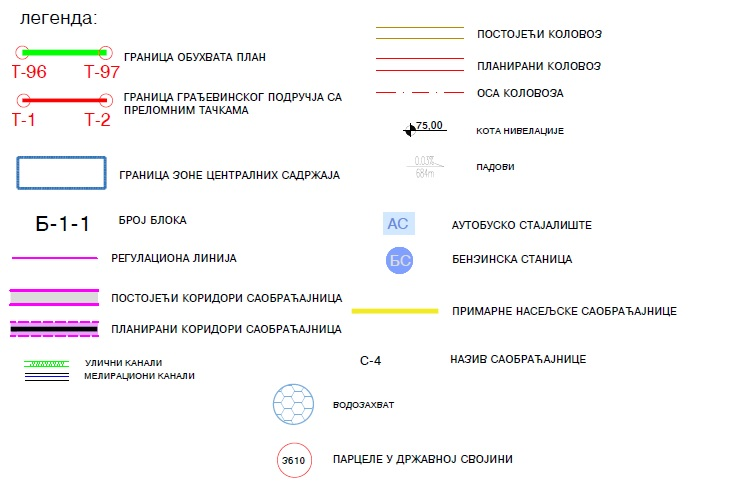 легенда:
Т-96
Т-97
ГРАНИЦА ОБУХВАТА ПЛАН
Т-1
Т-2
ГРАНИЦА ГРАЂЕВИНСКОГ ПОДРУЧЈА СА
ПРЕЛОМНИМ ТАЧКАМА
ГРАНИЦА ЗОНЕ ЦЕНТРАЛНИХ САДРЖАЈА
Б-1-1
БРОЈ БЛОКА
РЕГУЛАЦИОНА ЛИНИЈА
ПОСТОЈЕЋИ КОРИДОРИ САОБРАЋАЈНИЦА
ПЛАНИРАНИ КОРИДОРИ САОБРАЋАЈНИЦА
УЛИЧНИ КАНАЛИ
МЕЛИРАЦИОНИ КАНАЛИ
ПОСТОЈЕЋИ КОЛОВОЗ
ПЛАНИРАНИ КОЛОВОЗ
ОСА КОЛОВОЗА
75,00
КОТА НИВЕЛАЦИЈЕ
0.03%
684m
ПАДОВИ
АС
АУТОБУСКО СТАЈАЛИШТЕ
БС
БЕНЗИНСКА СТАНИЦА
ПРИМАРНЕ НАСЕЉСКЕ САОБРАЋАЈНИЦЕ
С-4
НАЗИВ САОБРАЋАЈНИЦЕ
ВОДОЗАХВАТ
3610
ПАРЦЕЛЕ У ДРЖАВНОЈ СВОЈИНИ